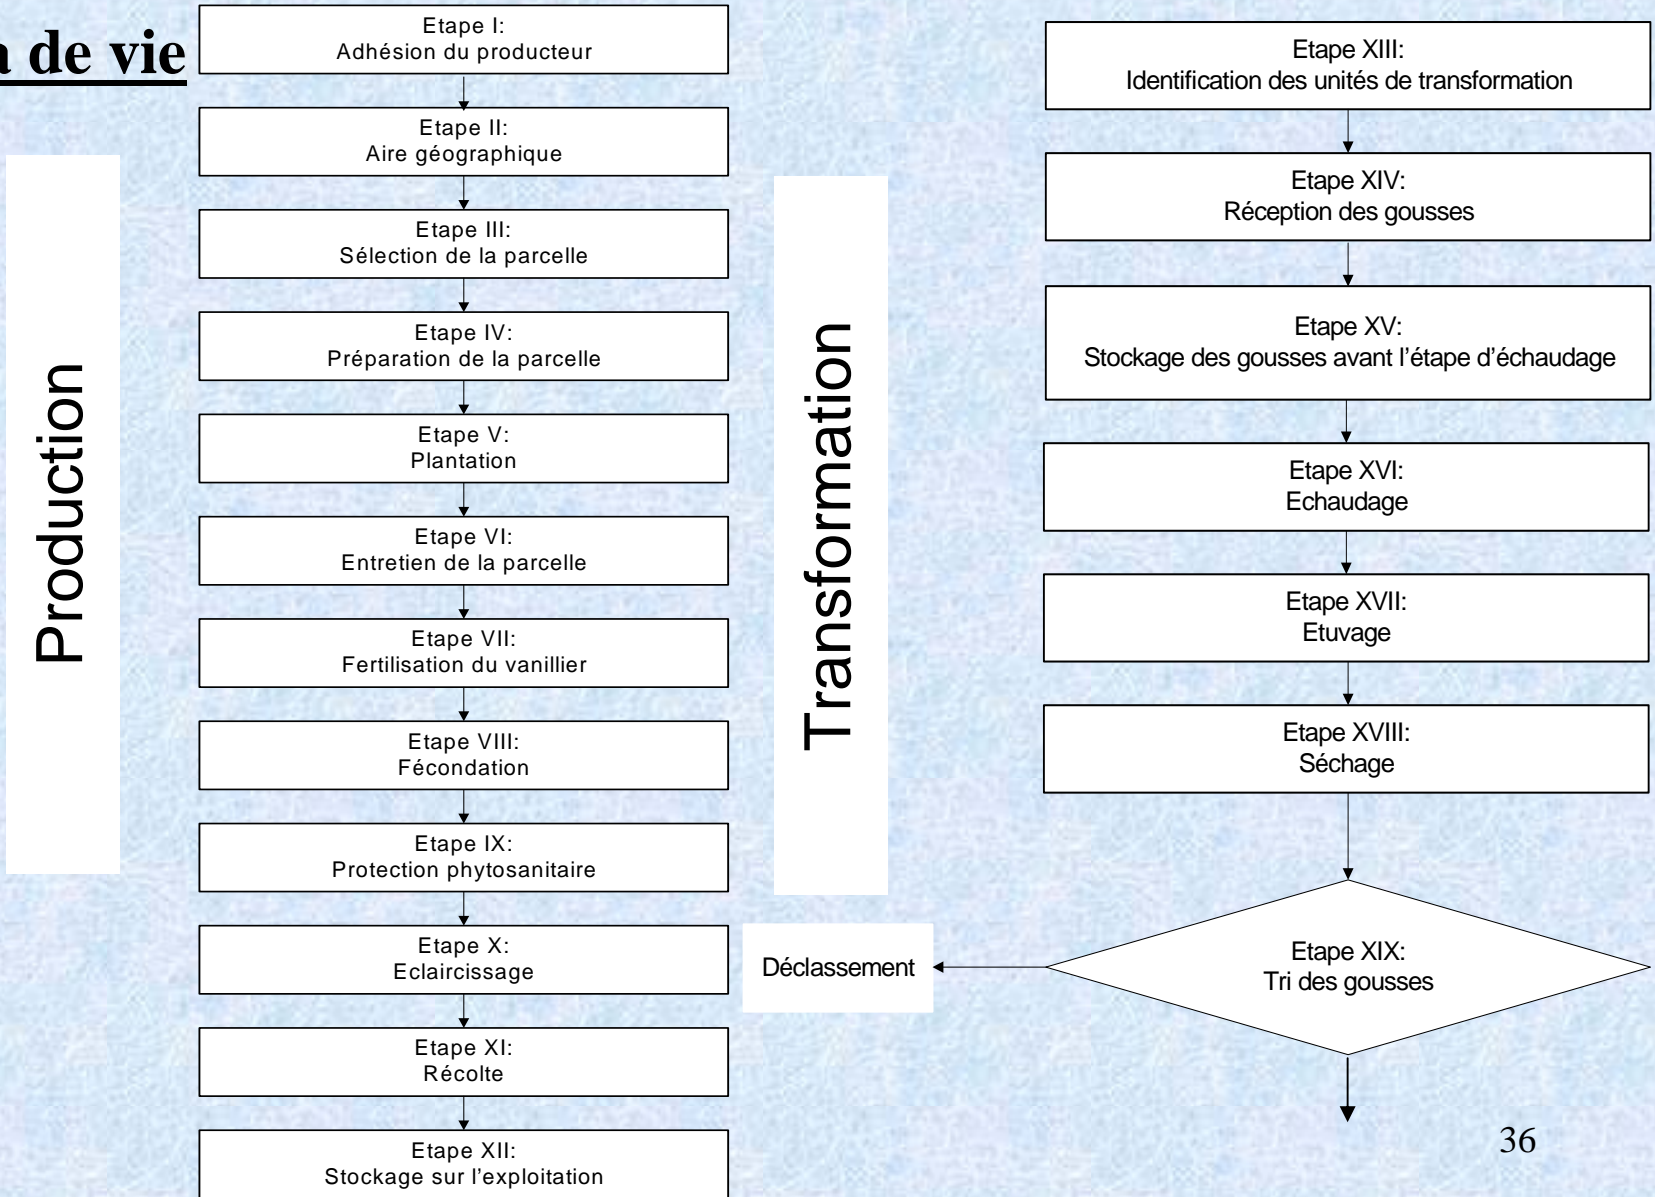 de vie
Production
Etape I:
Adhésion du producteur
Etape II:
Aire géographique
Etape III:
Sélection de la parcelle
Etape IV:
Préparation de la parcelle
Etape V:
Plantation
Etape VI:
Entretien de la parcelle
Etape VII:
Fertilisation du vanillier
Etape VIII:
Fécondation
Etape IX:
Protection phytosanitaire
Etape X:
Eclaircissage
Etape XI:
Récolte
Etape XII:
Stockage sur l'exploitation
Transformation
Etape XIII:
Identification des unités de transformation
Etape XIV:
Réception des gousses
Etape XV:
Stockage des gousses avant l'étape d'échaudage
Etape XVI:
Echaudage
Etape XVII:
Etuvage
Etape XVIII:
Séchage
Etape XIX:
Tri des gousses
Déclassement
36